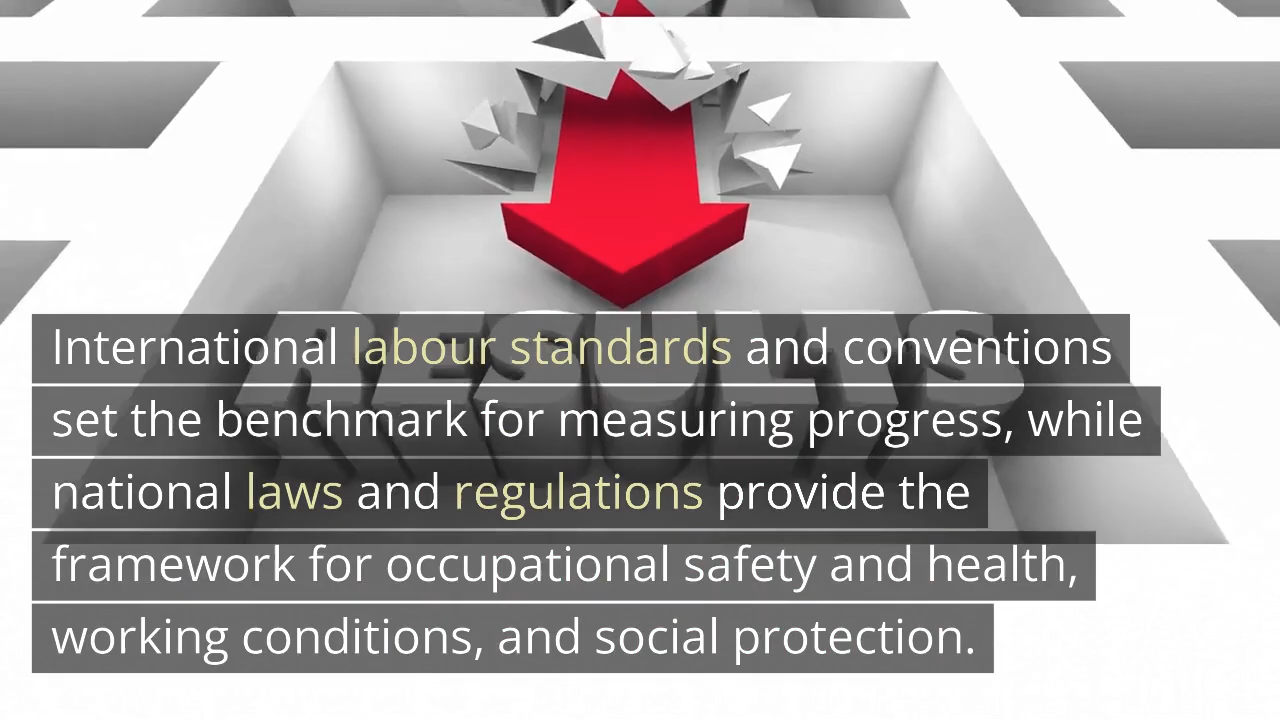 RESULTS
International labour standards and conventions
set the benchmark for measuring progress, while
national laws and regulations provide the
framework for occupational safety and health,
working conditions, and social protection.